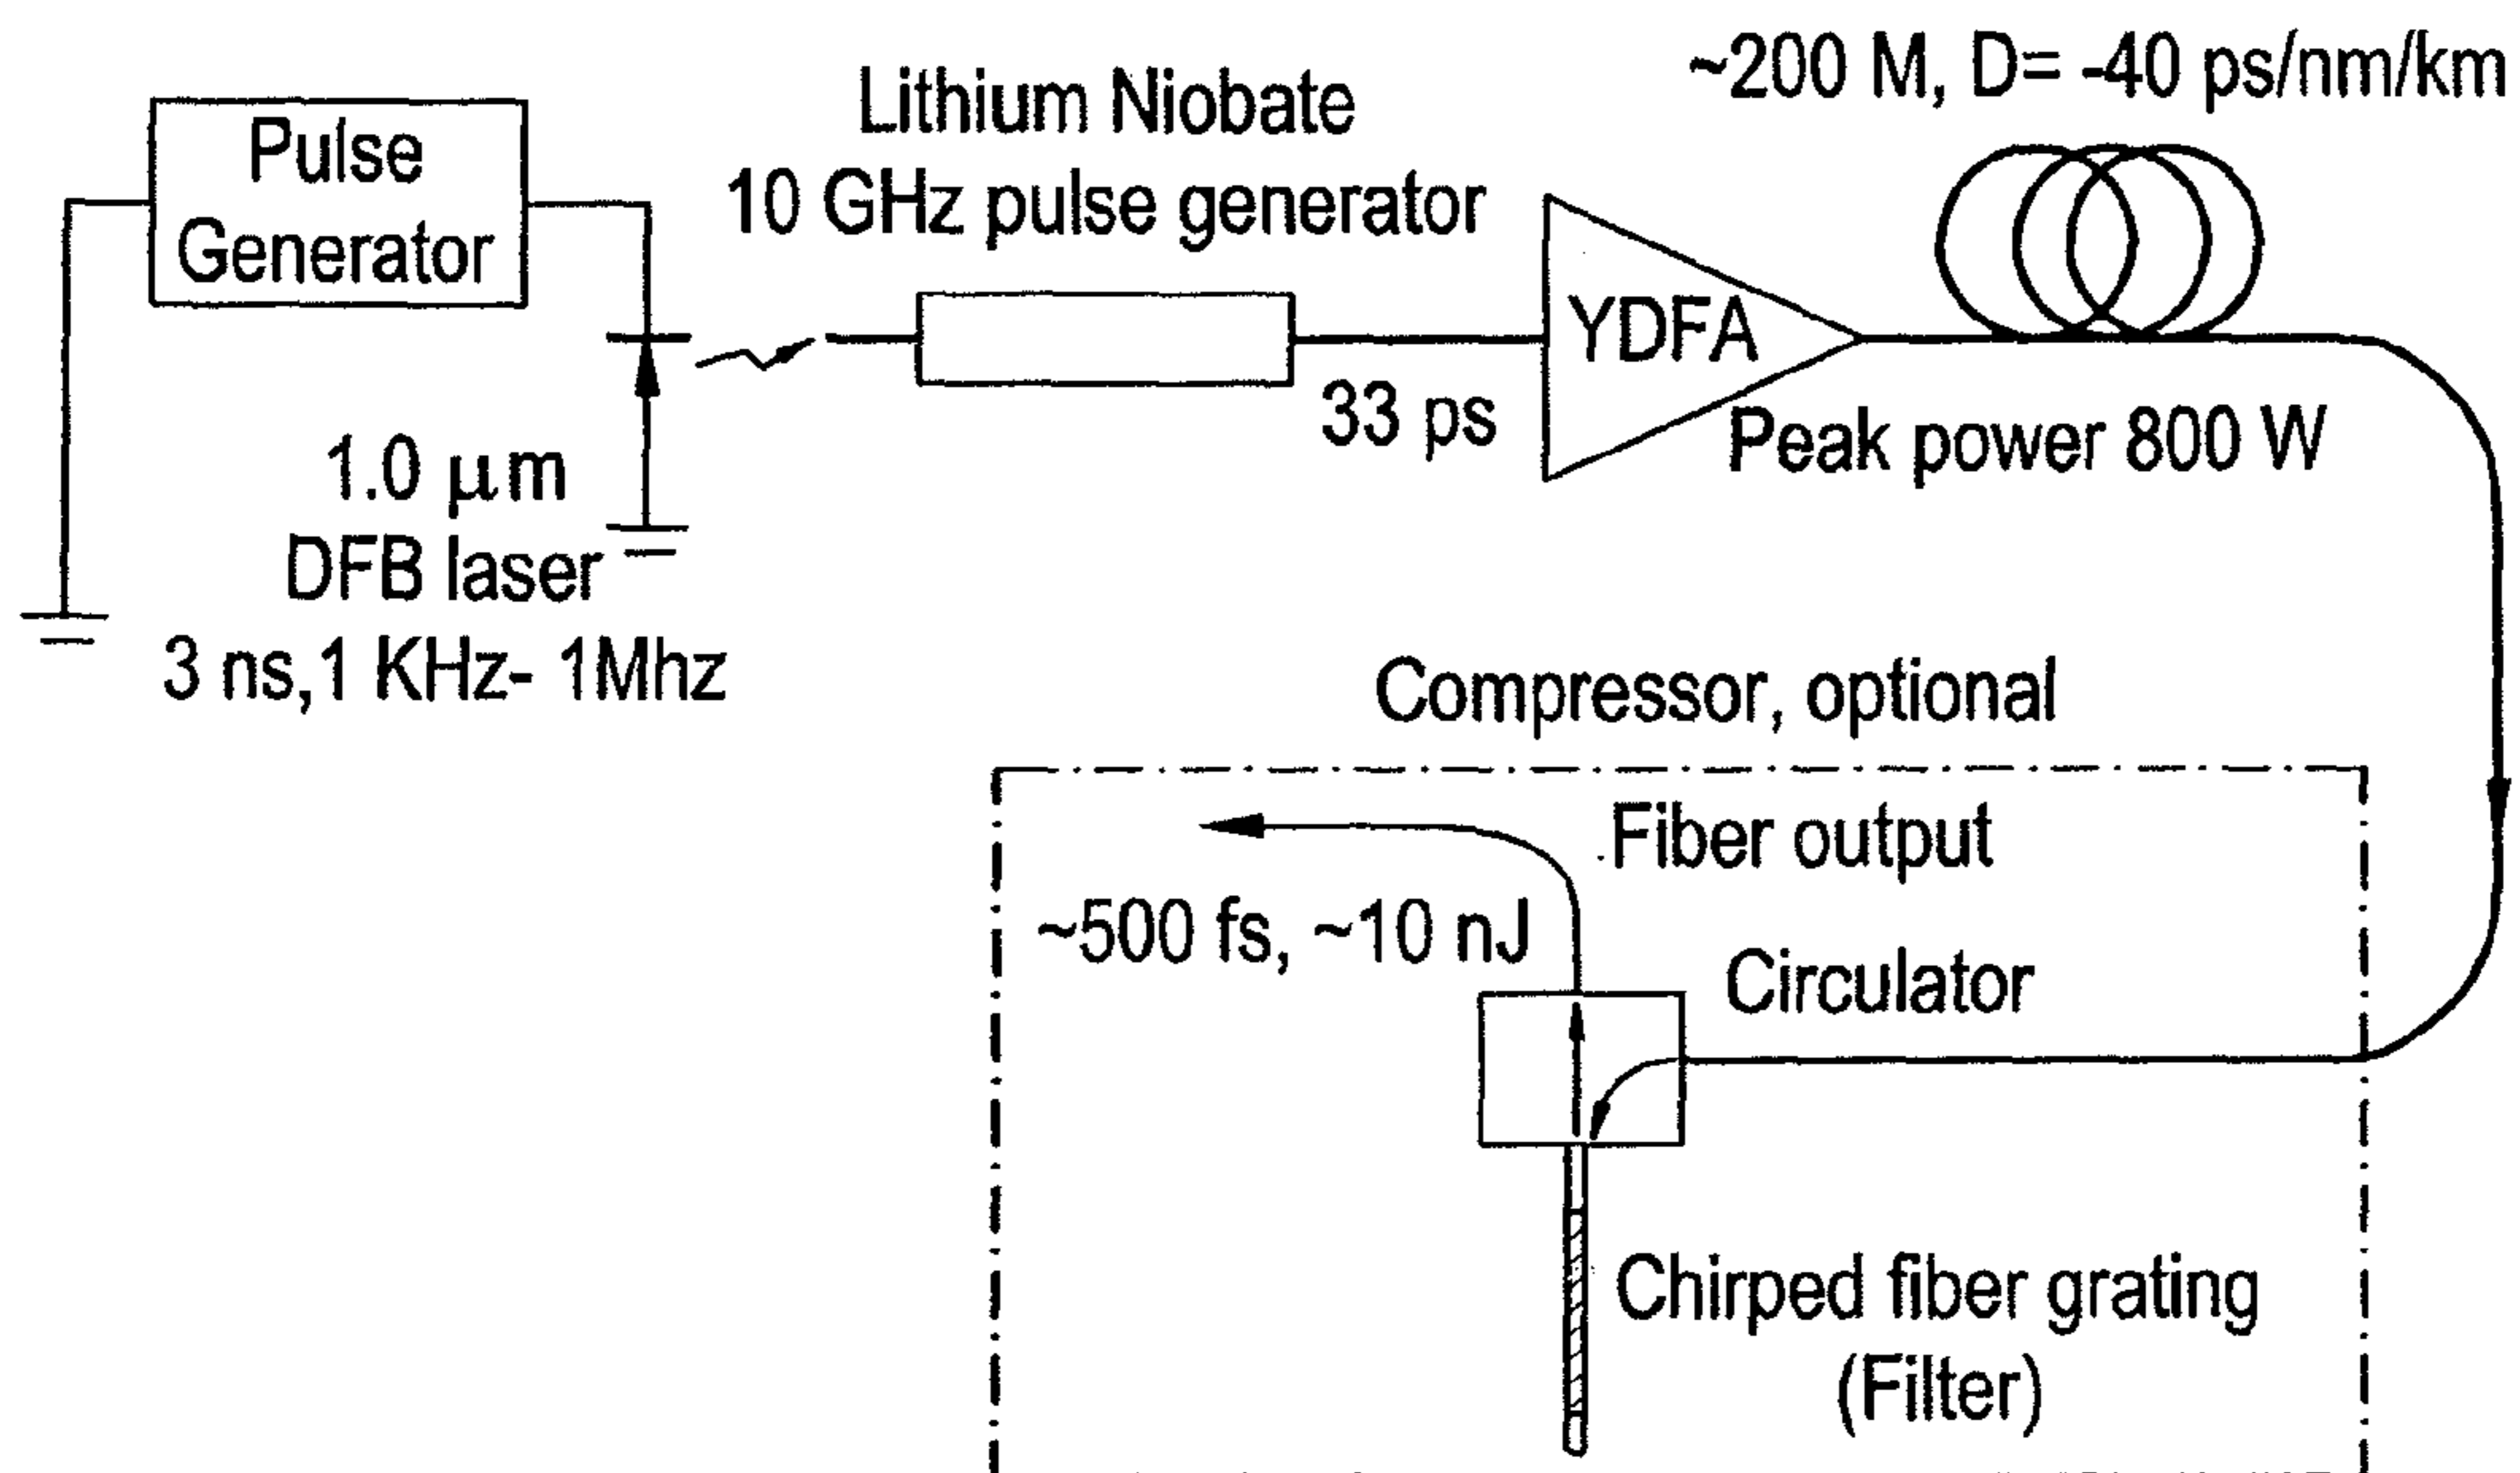 ~200 M, D= -40 ps/nm/km
Lithium Niobate
10 GHz pulse generator
Pulse
Generator
YDFA
33 ps
Peak power 800 W
1.0 μm
DFB laser
3 ns,1 KHz- 1Mhz
Compressor, optional
Fiber output
~500 fs, ~10 nJ
Circulator
Chirped fiber grating
(Filter)